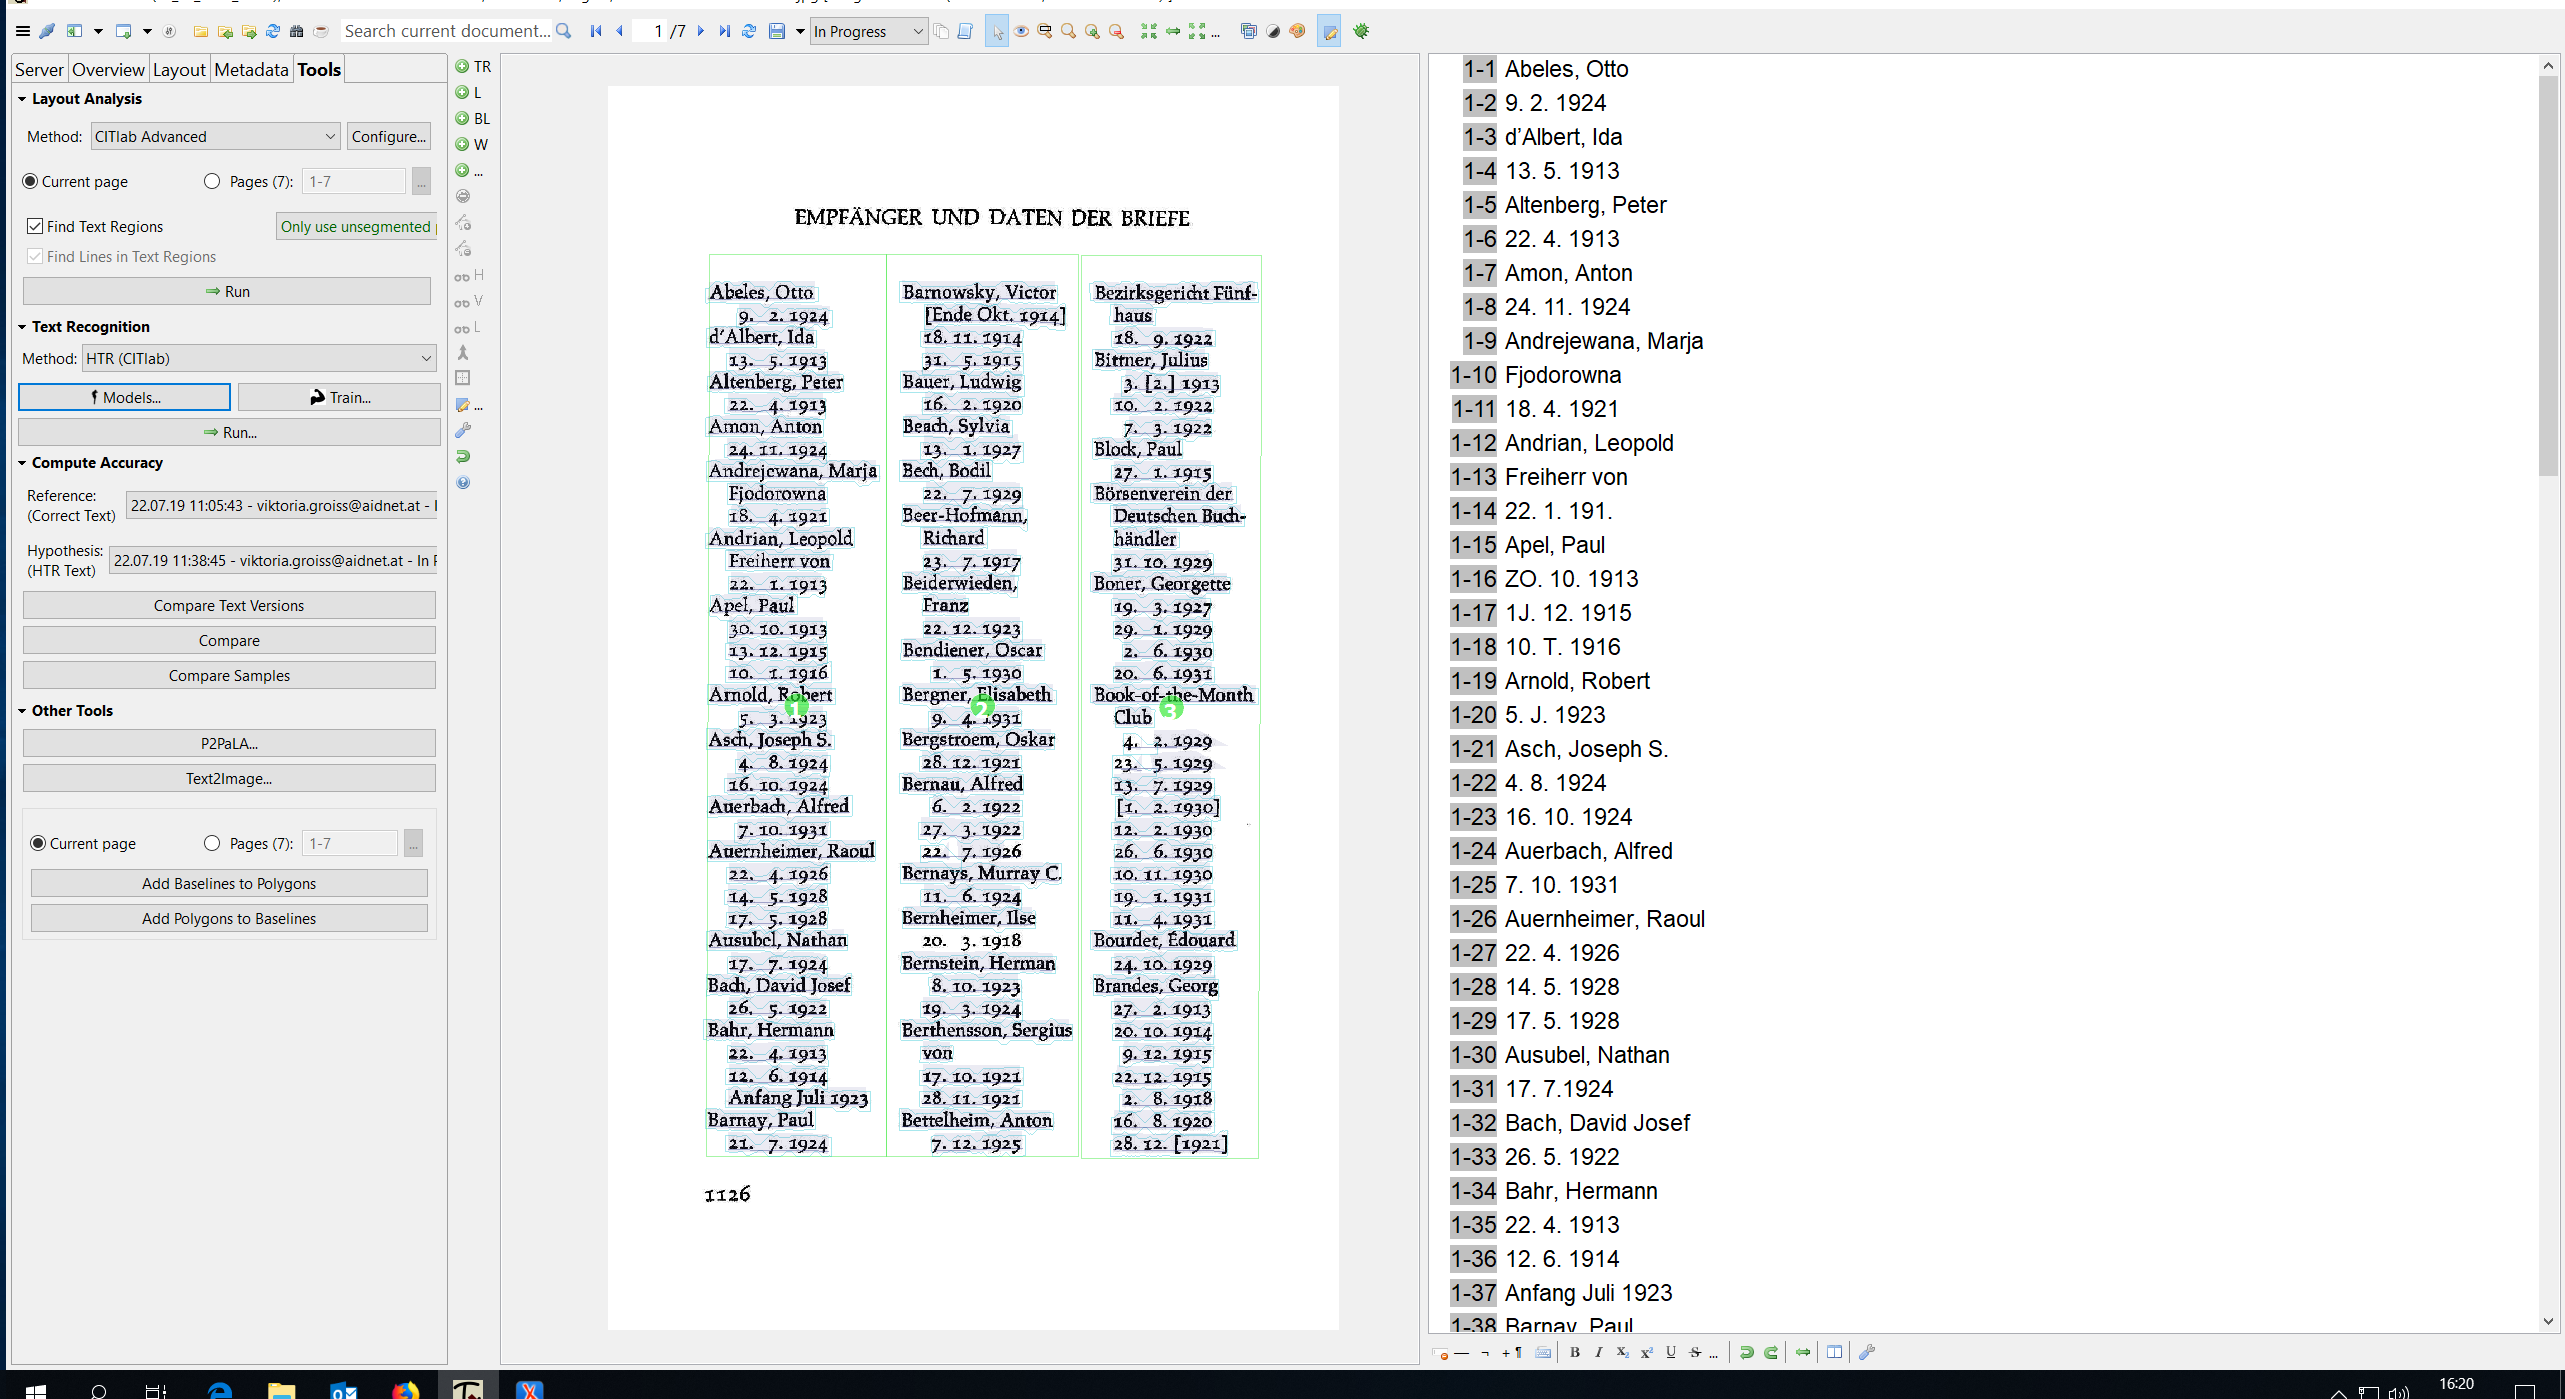 Search current document...
1 /7
In Progress
Server Overview Layout Metadata Tools
Layout Analysis
Method: CITlab Advanced Configure...
Current page Pages (7): 1-7 ...
Find Text Regions Only use unsegmented
Find Lines in Text Regions
Run
Text Recognition
Method: HTR (CITlab)
Models... Train...
Run...
Compute Accuracy
Reference:
(Correct Text) 22.07.19 11:05:43 - viktoria.groiss@aidnet.at -
Hypothesis:
(HTR Text) 22.07.19 11:38:45 - viktoria.groiss@aidnet.at - In
Compare Text Versions
Compare
Compare Samples
Other Tools
P2PaLA...
Text2Image...
Current page Pages (7): 1-7 ...
Add Baselines to Polygons
Add Polygons to Baselines
TR
L
BL
W
...
H
V
L
...
EMPFÄNGER UND DATEN DER BRIEFE
Abeles, Otto
9. 2. 1924
d'Albert, Ida
13. 5. 1913
Altenberg, Peter
22. 4. 1913
Amon, Anton
24. 11. 1924
Andrejewana, Marja
Fjodorowna
18. 4. 1921
Andrian, Leopold
Freiherr von
22. 1. 1913
Apel, Paul
30. 10. 1913
13. 12. 1915
10. 1. 1916
Arnold, Robert
5. 3. 1923
Asch, Joseph S.
4. 8. 1924
16. 10. 1924
Auerbach, Alfred
7. 10. 1931
Auernheimer, Raoul
22. 4. 1926
14. 5. 1928
17. 5. 1928
Ausubel, Nathan
17. 7. 1924
Bach, David Josef
26. 5. 1922
Bahr, Hermann
22. 4. 1913
12. 6. 1914
Anfang Juli 1923
Barnay, Paul
21. 7. 1924
1
Barnowsky, Victor
[Ende Okt. 1914]
18. 11. 1914
31. 5. 1915
Bauer, Ludwig
16. 2. 1920
Beach, Sylvia
13. 1. 1927
Bech, Bodil
22. 7. 1929
Beer-Hofmann,
Richard
23. 7. 1917
Beiderwieden,
Franz
22. 12. 1923
Bendiener, Oscar
1. 5. 1930
Bergner, Elisabeth
9. 4. 1931
Bergstroem, Oskar
28. 12. 1921
Bernau, Alfred
6. 2. 1922
27. 3. 1922
22. 7. 1926
Bernays, Murray C.
11. 6. 1924
Bernheimer, Ilse
20. 3. 1918
Bernstein, Herman
8. 10. 1923
19. 3. 1924
Berthensson, Sergius
von
17. 10. 1921
28. 11. 1921
Bettelheim, Anton
7. 12. 1925
2
Bezirksgericht Fünf-
haus
18. 9. 1922
Bittner, Julius
3. [2.] 1913
10. 2. 1922
7. 3. 1922
Block, Paul
27. 1. 1915
Börsenverein der
Deutschen Buch-
händler
31. 10. 1929
Boner, Georgette
19. 3. 1927
29. 1. 1929
2. 6. 1930
20. 6. 1931
Book-of-the-Month
Club
4. 2. 1929
23. 5. 1929
13. 7. 1929
[1. 2. 1930]
12. 2. 1930
26. 6. 1930
10. 11. 1930
19. 1. 1931
11. 4. 1931
Bourdet, Édouard
24. 10. 1929
Brandes, Georg
27. 2. 1913
20. 10. 1914
9. 12. 1915
22. 12. 1915
2. 8. 1918
16. 8. 1920
28. 12. [1921]
3
1126
1-1 Abeles, Otto
1-2 9. 2. 1924
1-3 d’Albert, Ida
1-4 13. 5. 1913
1-5 Altenberg, Peter
1-6 22. 4. 1913
1-7 Amon, Anton
1-8 24. 11. 1924
1-9 Andrejewana, Marja
1-10 Fjodorowna
1-11 18. 4. 1921
1-12 Andrian, Leopold
1-13 Freiherr von
1-14 22. 1. 191.
1-15 Apel, Paul
1-16 ZO. 10. 1913
1-17 1J. 12. 1915
1-18 10. T. 1916
1-19 Arnold, Robert
1-20 5. J. 1923
1-21 Asch, Joseph S.
1-22 4. 8. 1924
1-23 16. 10. 1924
1-24 Auerbach, Alfred
1-25 7. 10. 1931
1-26 Auernheimer, Raoul
1-27 22. 4. 1926
1-28 14. 5. 1928
1-29 17. 5. 1928
1-30 Ausubel, Nathan
1-31 17. 7.1924
1-32 Bach, David Josef
1-33 26. 5. 1922
1-34 Bahr, Hermann
1-35 22. 4. 1913
1-36 12. 6. 1914
1-37 Anfang Juli 1923
1-38 Barnay, Paul
B I X₂ X² U S ...
16:20